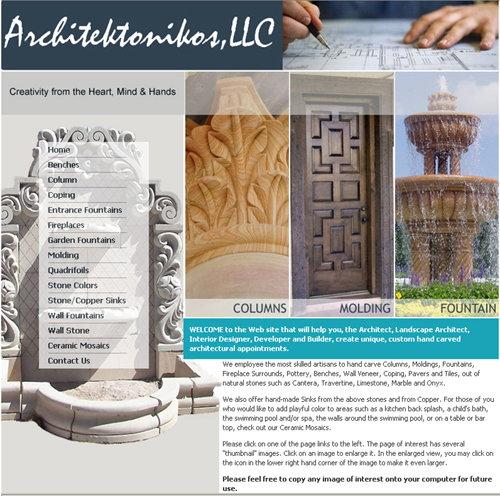 Architektonikos,LLC
Creativity from the Heart, Mind & Hands
Home
Benches
Column
Coping
Entrance Fountains
Fireplaces
Garden Fountains
Molding
Quadrifoils
Stone Colors
Stone/Copper Sinks
Wall Fountains
Wall Stone
Ceramic Mosaics
Contact Us
COLUMNS
MOLDING
FOUNTAIN
WELCOME to the Web site that will help you, the Architect, Landscape Architect,
Interior Designer, Developer and Builder, create unique, custom hand carved
architectural appointments.
We employee the most skilled artisans to hand carve Columns, Moldings, Fountains,
Fireplace Surrounds, Pottery, Benches, Wall Veneer, Coping, Pavers and Tiles, out of
natural stones such as Cantera, Travertine, Limestone, Marble and Onyx.
We also offer hand-made Sinks from the above stones and from Copper. For those of you
who would like to add playful color to areas such as a kitchen back splash, a child's bath,
the swimming pool and/or spa, the walls around the swimming pool, or on a table or bar
top, check out our Ceramic Mosaics.
Please click on one of the page links to the left. The page of interest has several
"thumbnail" images. Click on an image to enlarge it. In the enlarged view, you may click on
the icon in the lower right hand corner of the image to make it even larger.
Please feel free to copy any image of interest onto your computer for future
use.